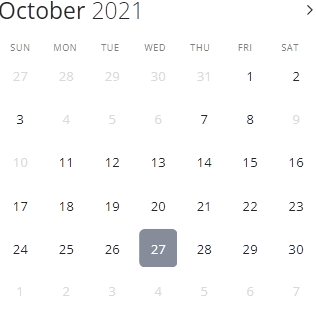 October 2021
SUN MON TUE WED THU FRI SAT
27 28 29 30 31 1 2
3 4 5 6 7 8 9
10 11 12 13 14 15 16
17 18 19 20 21 22 23
24 25 26 27 28 29 30
1 2 3 4 5 6 7